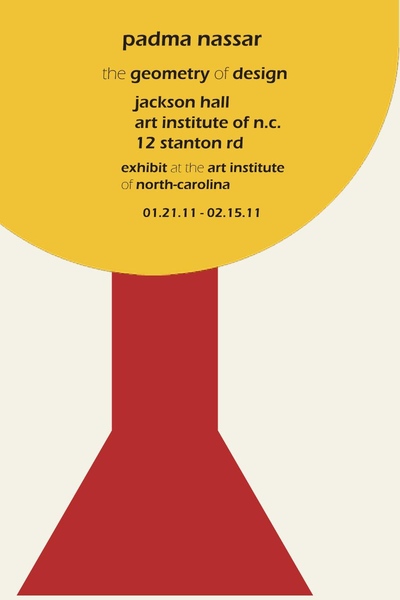 padma nassar
the geometry of design
jackson hall
art institute of n.c.
12 stanton rd
exhibit at the art institute
of north-carolina
01.21.11 - 02.15.11